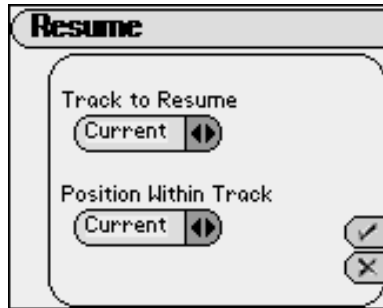 Resume
Track to Resume
Current
Position Within Track
Current